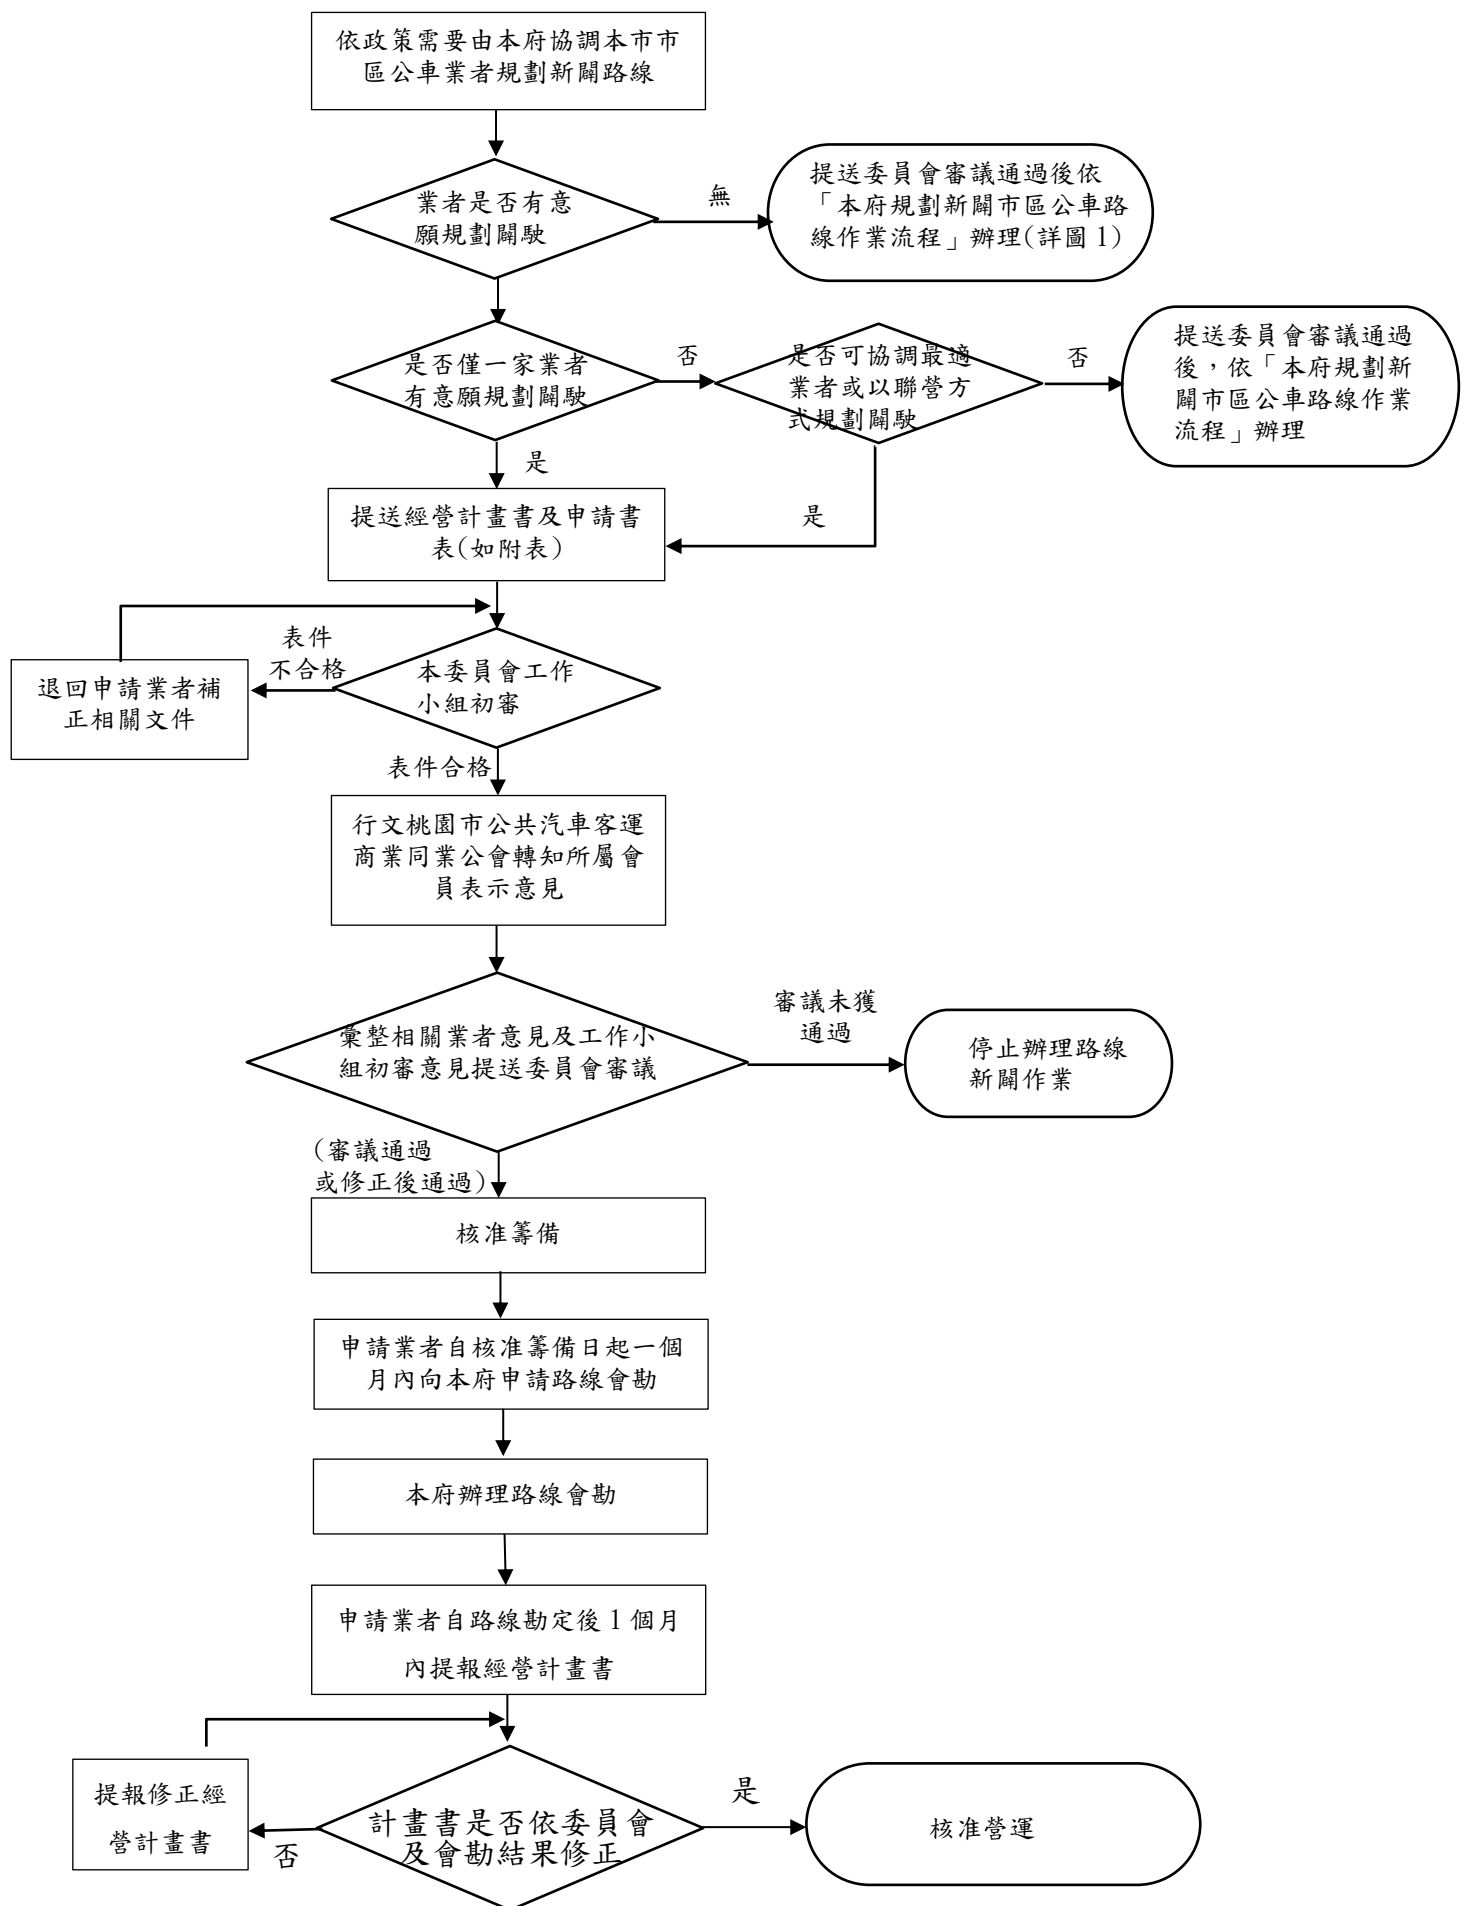 依政策需要由本府協調本市市
區公車業者規劃新闢路線
業者是否有意
願規劃闢駛
無
提送委員會審議通過後依
「本府規劃新闢市區公車路
線作業流程」辦理(詳圖1)
是否僅一家業者
有意願規劃闢駛
否
是否可協調最適
業者或以聯營方
式規劃闢駛
否
提送委員會審議通過
後，依「本府規劃新
闢市區公車路線作業
流程」辦理
是
是
提送經營計畫書及申請書
表(如附表)
表件
不合格
退回申請業者補
正相關文件
本委員會工作
小組初審
表件合格
行文桃園市公共汽車客運
商業同業公會轉知所屬會
員表示意見
彙整相關業者意見及工作小
組初審意見提送委員會審議
審議未獲
通過
停止辦理路線
新闢作業
(審議通過
或修正後通過)
核准籌備
申請業者自核准籌備日起一個
月內向本府申請路線會勘
本府辦理路線會勘
申請業者自路線勘定後1個月
內提報經營計畫書
提報修正經
營計畫書
否
計畫書是否依委員會
及會勘結果修正
是
核准營運